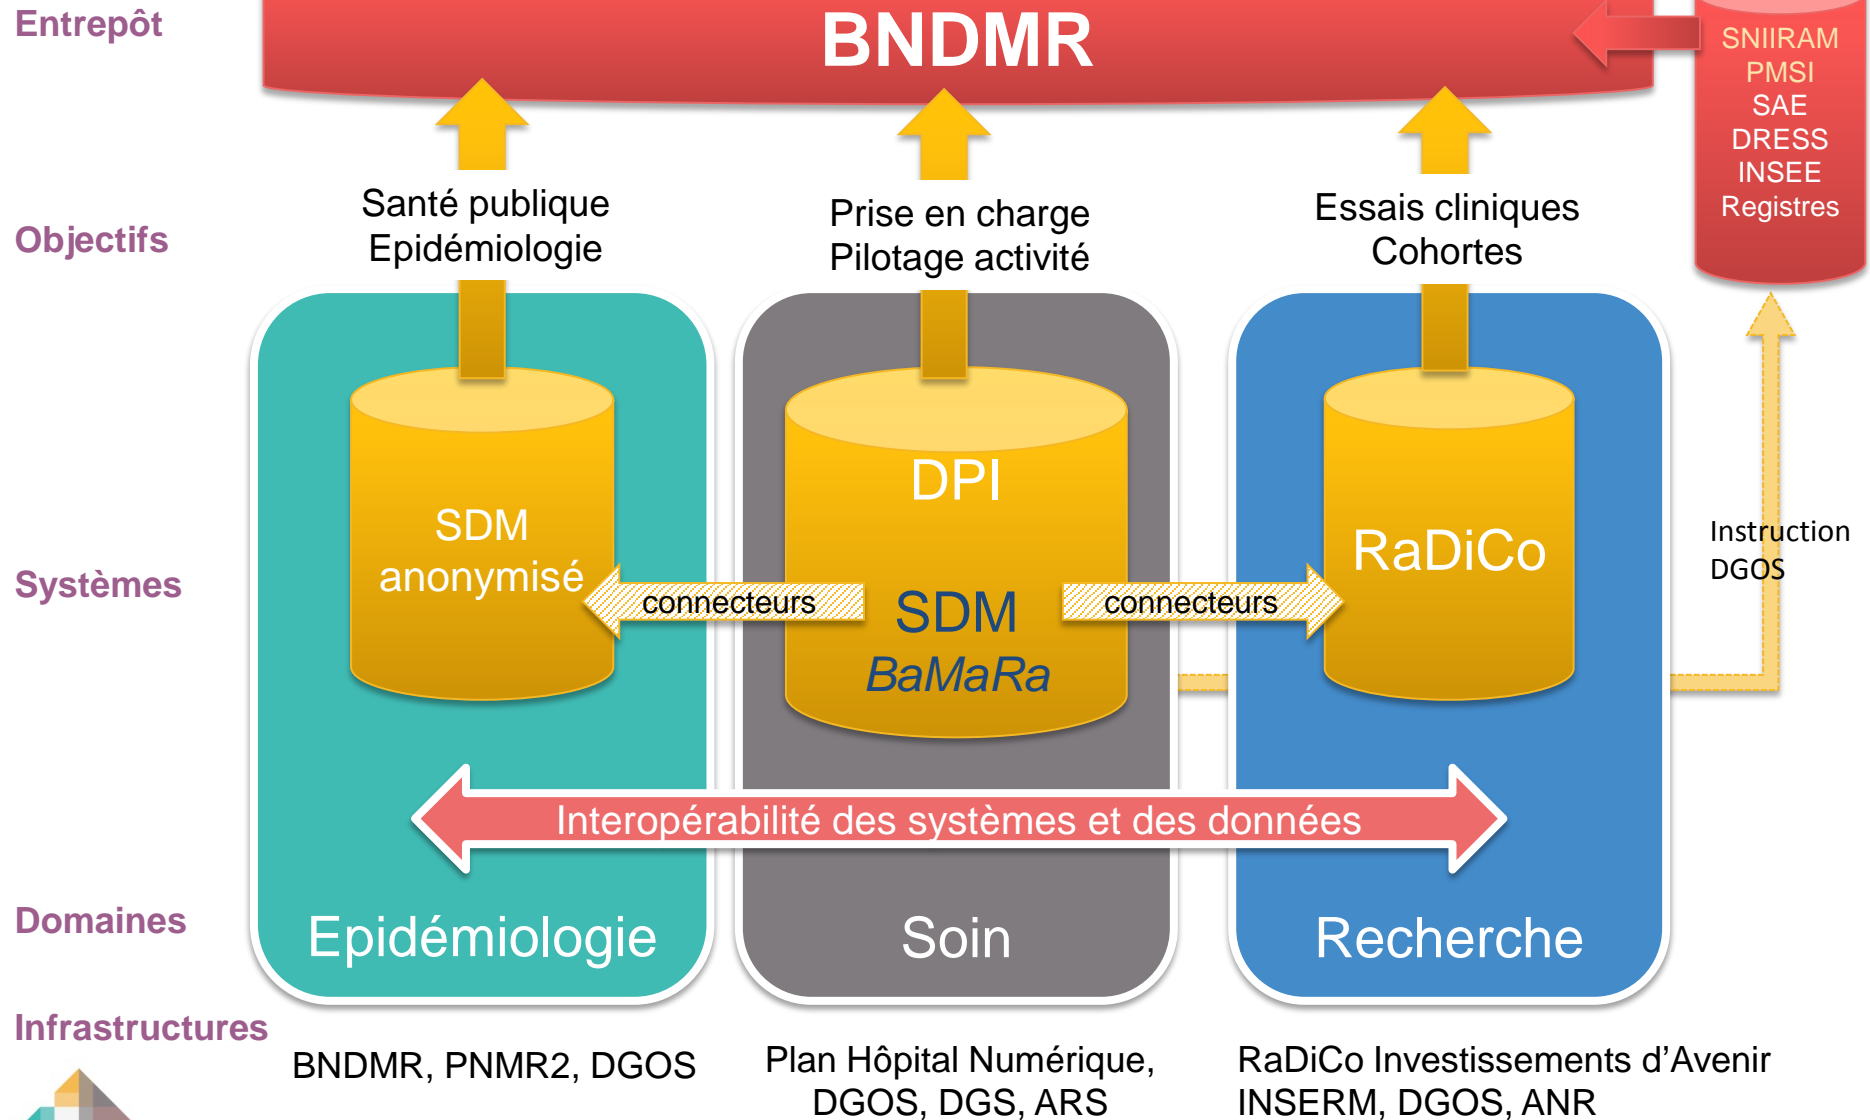 Entrepôt
BNDMR
SNIIRAM
PMSI
SAE
DRESS
INSEE
Registres
Objectifs
Santé publique
Epidémiologie
Prise en charge
Pilotage activité
Essais cliniques
Cohortes
Systèmes
SDM
anonymisé
connecteurs
DPI
SDM
BaMaRa
connecteurs
RaDiCo
Instruction
DGOS
Interopérabilité des systèmes et des données
Domaines
Epidémiologie
Soin
Recherche
Infrastructures
BNDMR, PNMR2, DGOS
Plan Hôpital Numérique,
DGOS, DGS, ARS
RaDiCo Investissements d’Avenir
INSERM, DGOS, ANR